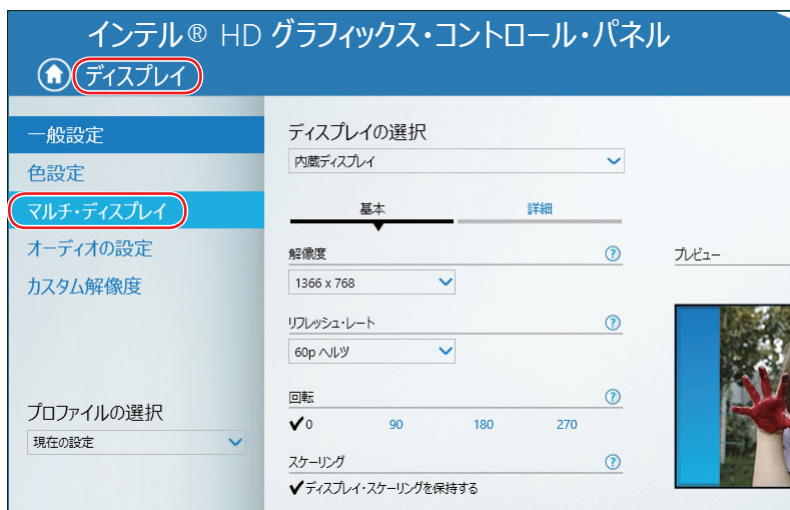 インテル® HD グラフィックス・コントロール・パネル
ディスプレイ
一般設定
色設定
マルチ・ディスプレイ
オーディオの設定
カスタム解像度
プロファイルの選択
現在の設定
ディスプレイの選択
内蔵ディスプレイ
基本 詳細
解像度 ?
1366 x 768
リフレッシュ・レート ?
60p ヘルツ
回転 ?
✔0 90 180 270
スケーリング ?
✔ディスプレイ・スケーリングを保持する
プレビュー